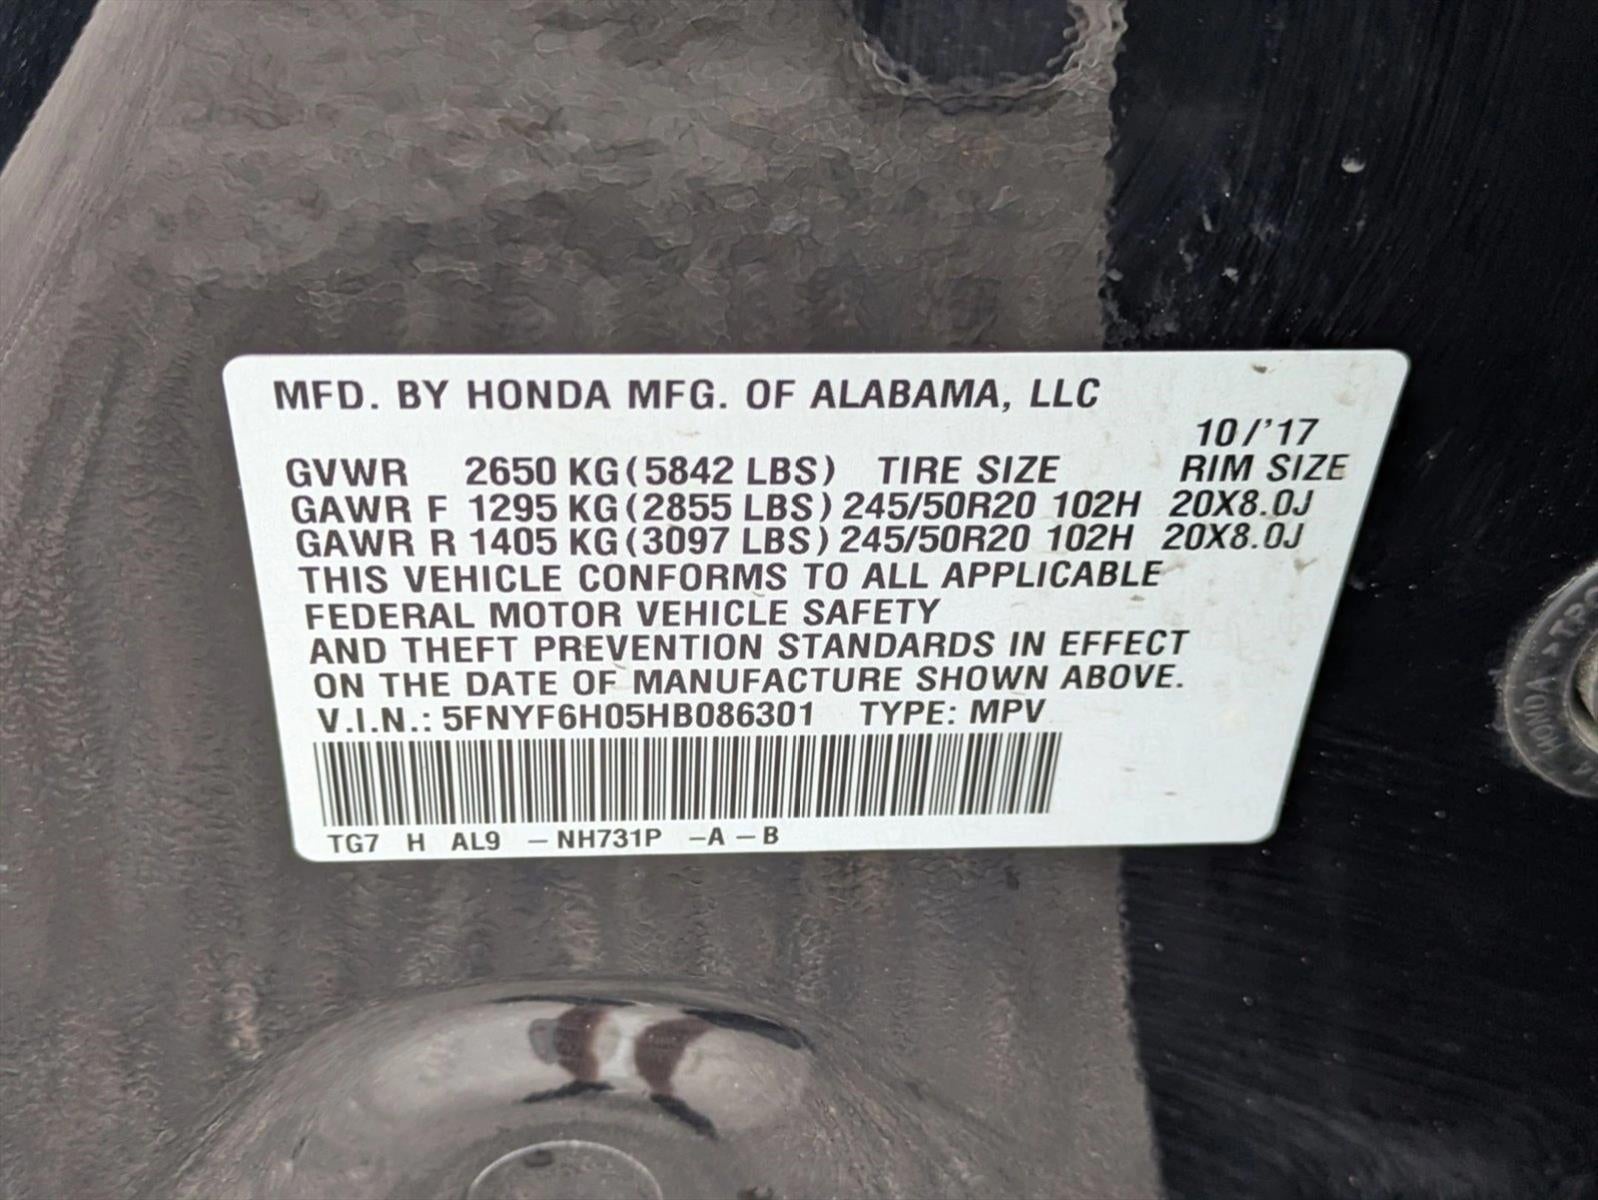 MFD. BY HONDA MFG. OF ALABAMA, LLC
10/'17
GVWR 2650 KG(5842 LBS) TIRE SIZE RIM SIZE
GAWR F 1295 KG(2855 LBS) 245/50R20 102H 20X8.0J
GAWR R 1405 KG(3097 LBS) 245/50R20 102H 20X8.0J
THIS VEHICLE CONFORMS TO ALL APPLICABLE
FEDERAL MOTOR VEHICLE SAFETY
AND THEFT PREVENTION STANDARDS IN EFFECT
ON THE DATE OF MANUFACTURE SHOWN ABOVE.
V.I.N.: 5FNYF6H05HB086301 TYPE: MPV
TG7 H AL9 –NH731P –A–B
HONDA